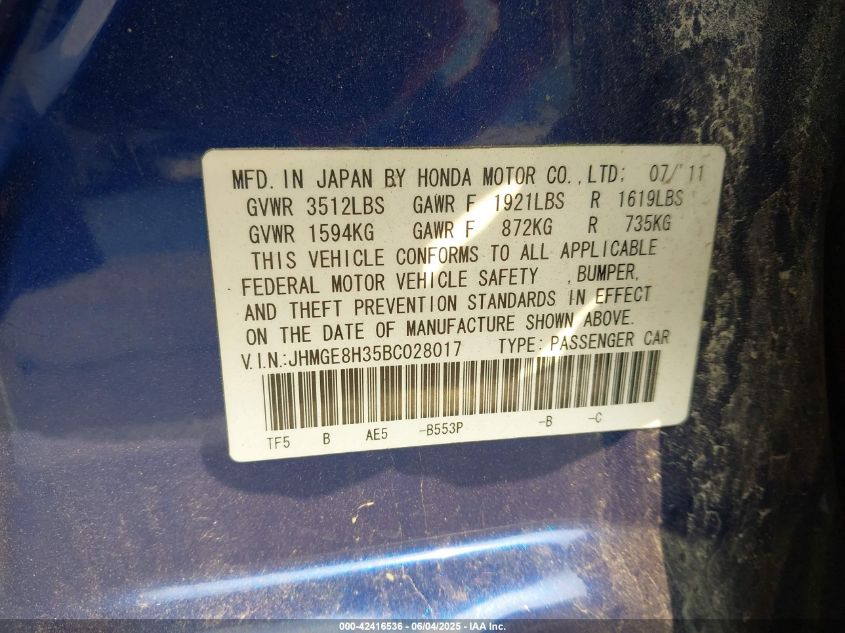 MFD. IN JAPAN BY HONDA MOTOR CO.,LTD: 07/'11
GVWR 3512LBS GAWR F 1921LBS R 1619LBS
GVWR 1594KG GAWR F 872KG R 735KG
THIS VEHICLE CONFORMS TO ALL APPLICABLE
FEDERAL MOTOR VEHICLE SAFETY ,BUMPER,
AND THEFT PREVENTION STANDARDS IN EFFECT
ON THE DATE OF MANUFACTURE SHOWN ABOVE.
V.I.N.:JHMGE8H35BC028017 TYPE: PASSENGER CAR
TF5 B AE5 -B553P -B -C
000-42416536 - 06/04/2025 - IAA Inc.